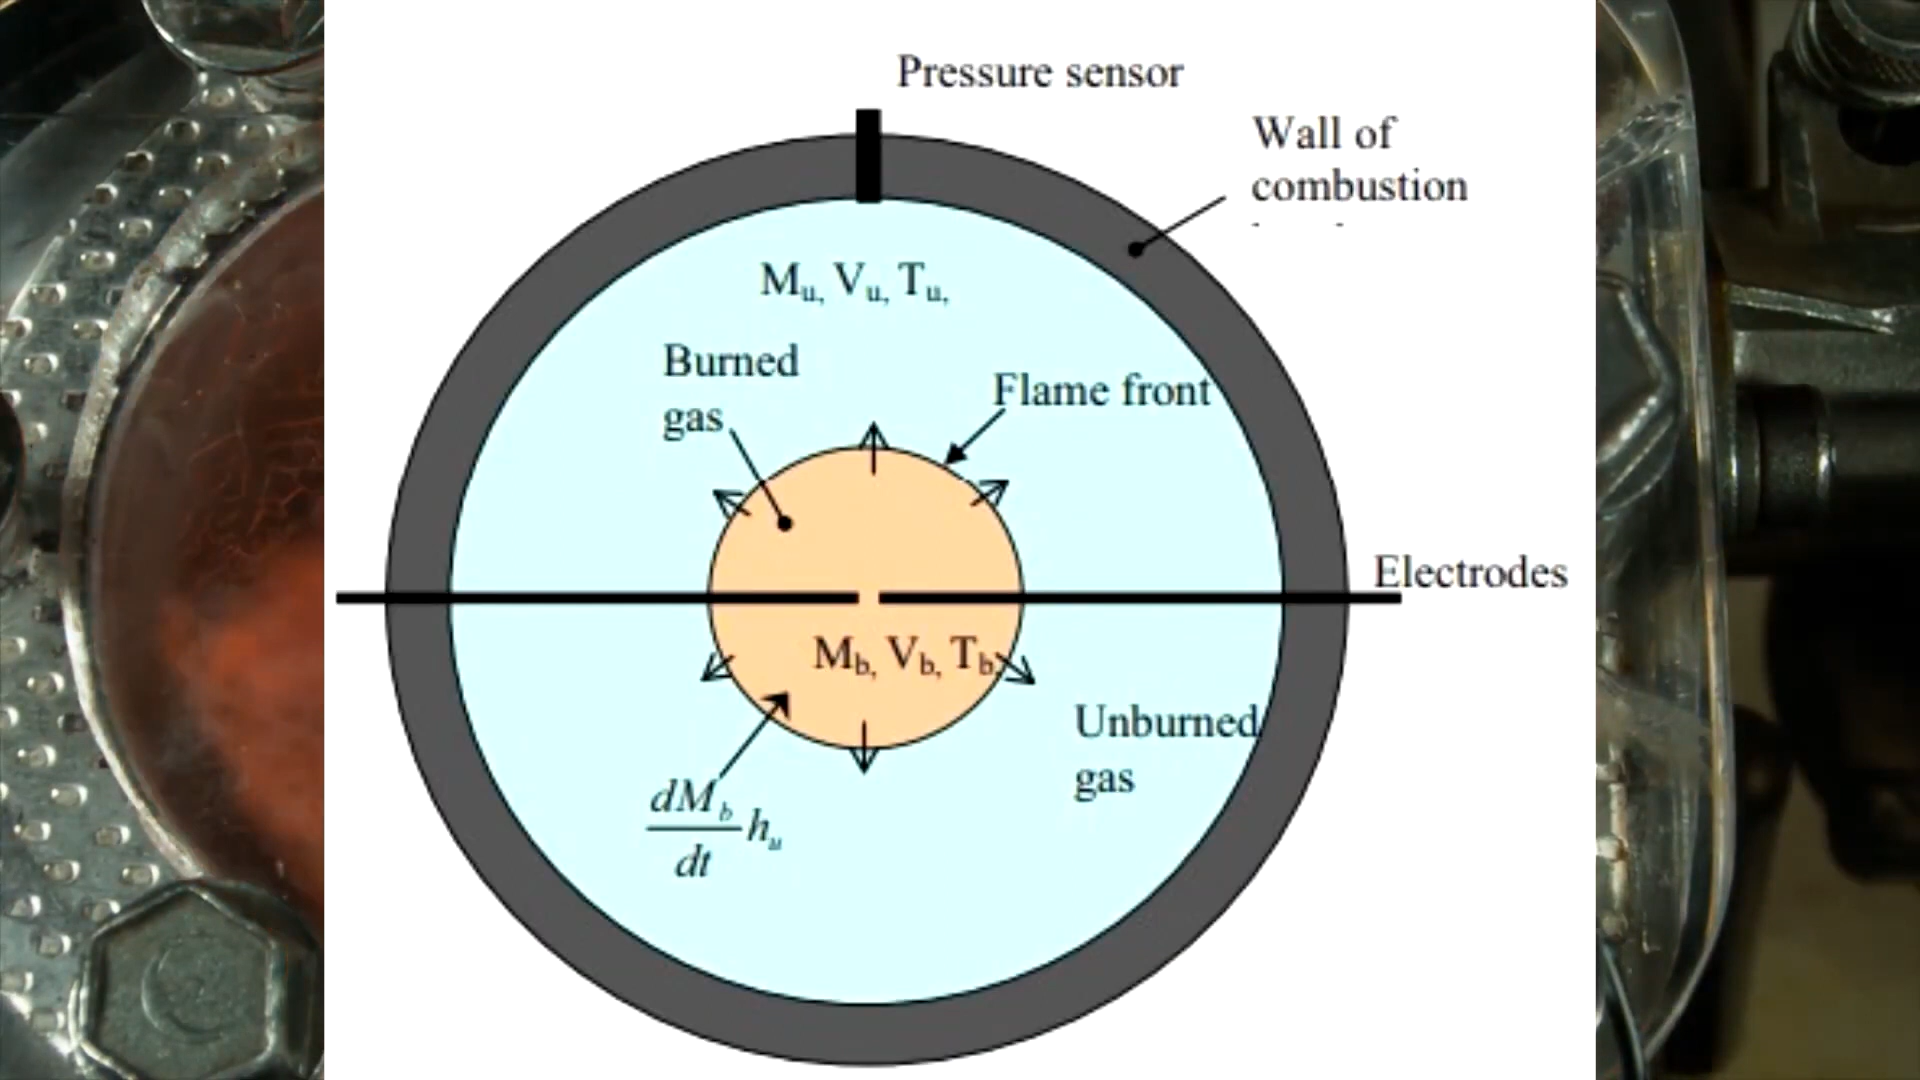 Pressure sensor
Wall of
combustion
Mu, Vu, Tu,
Burned
gas
Flame front
Electrodes
Mb, Vb, Tb,
Unburned
gas
dMb
hu
dt